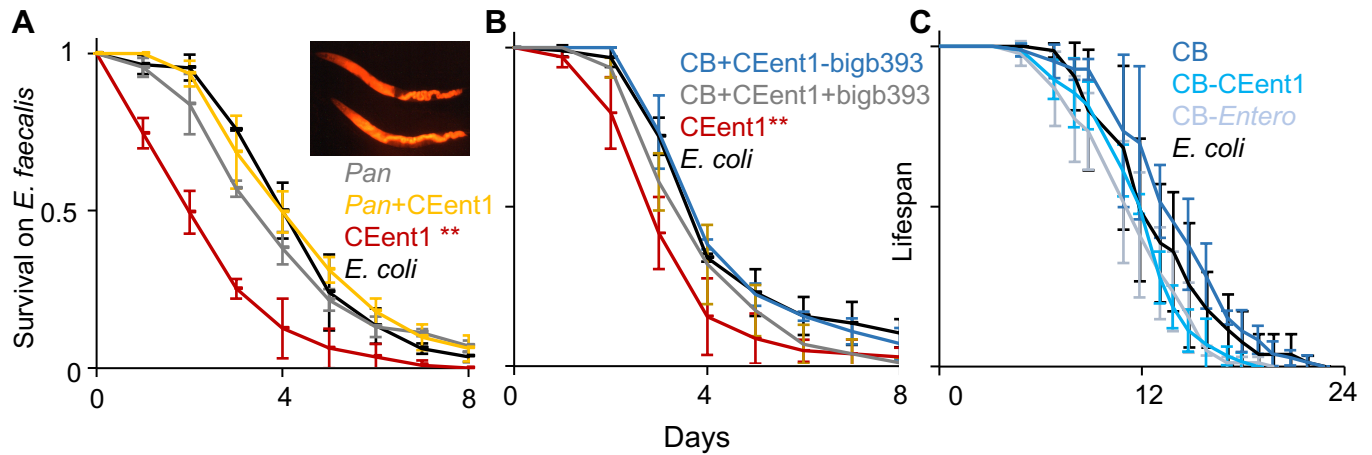 A
B
C
Survival on E. faecalis
1
0.5
0
0
4
8
Pan
Pan+CEent1
CEent1 **
E. coli
CB+CEent1-bigb393
CB+CEent1+bigb393
CEent1**
E. coli
0
4
8
Days
Lifespan
CB
CB-CEent1
CB-Entero
E. coli
0
12
24